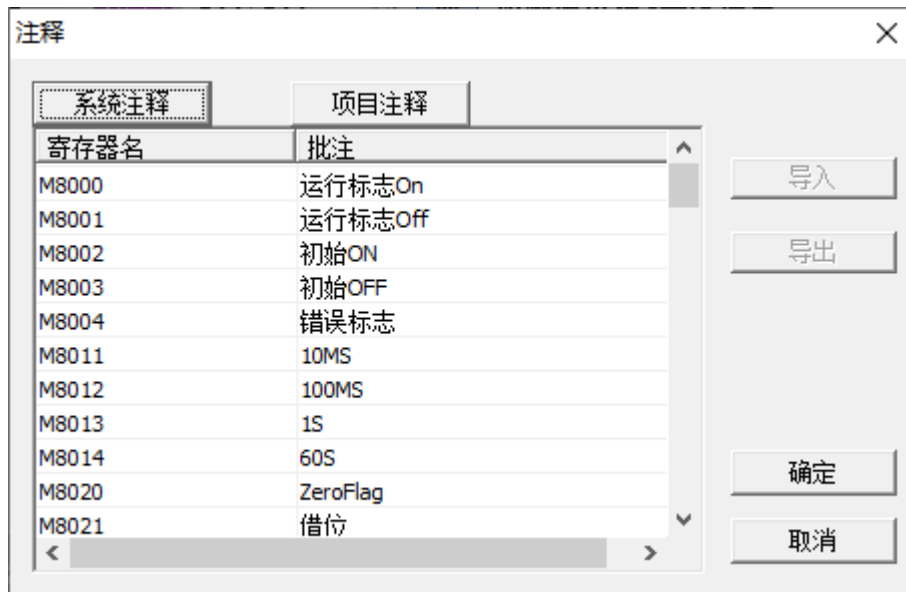 注释
系统注释 项目注释
寄存器名 批注
导入
M8000 运行标志On
M8001 运行标志Off
导出
M8002 初始ON
M8003 初始OFF
M8004 错误标志
M8011 10MS
M8012 100MS
M8013 1S
M8014 60S
确定
M8020 ZeroFlag
M8021 借位
取消